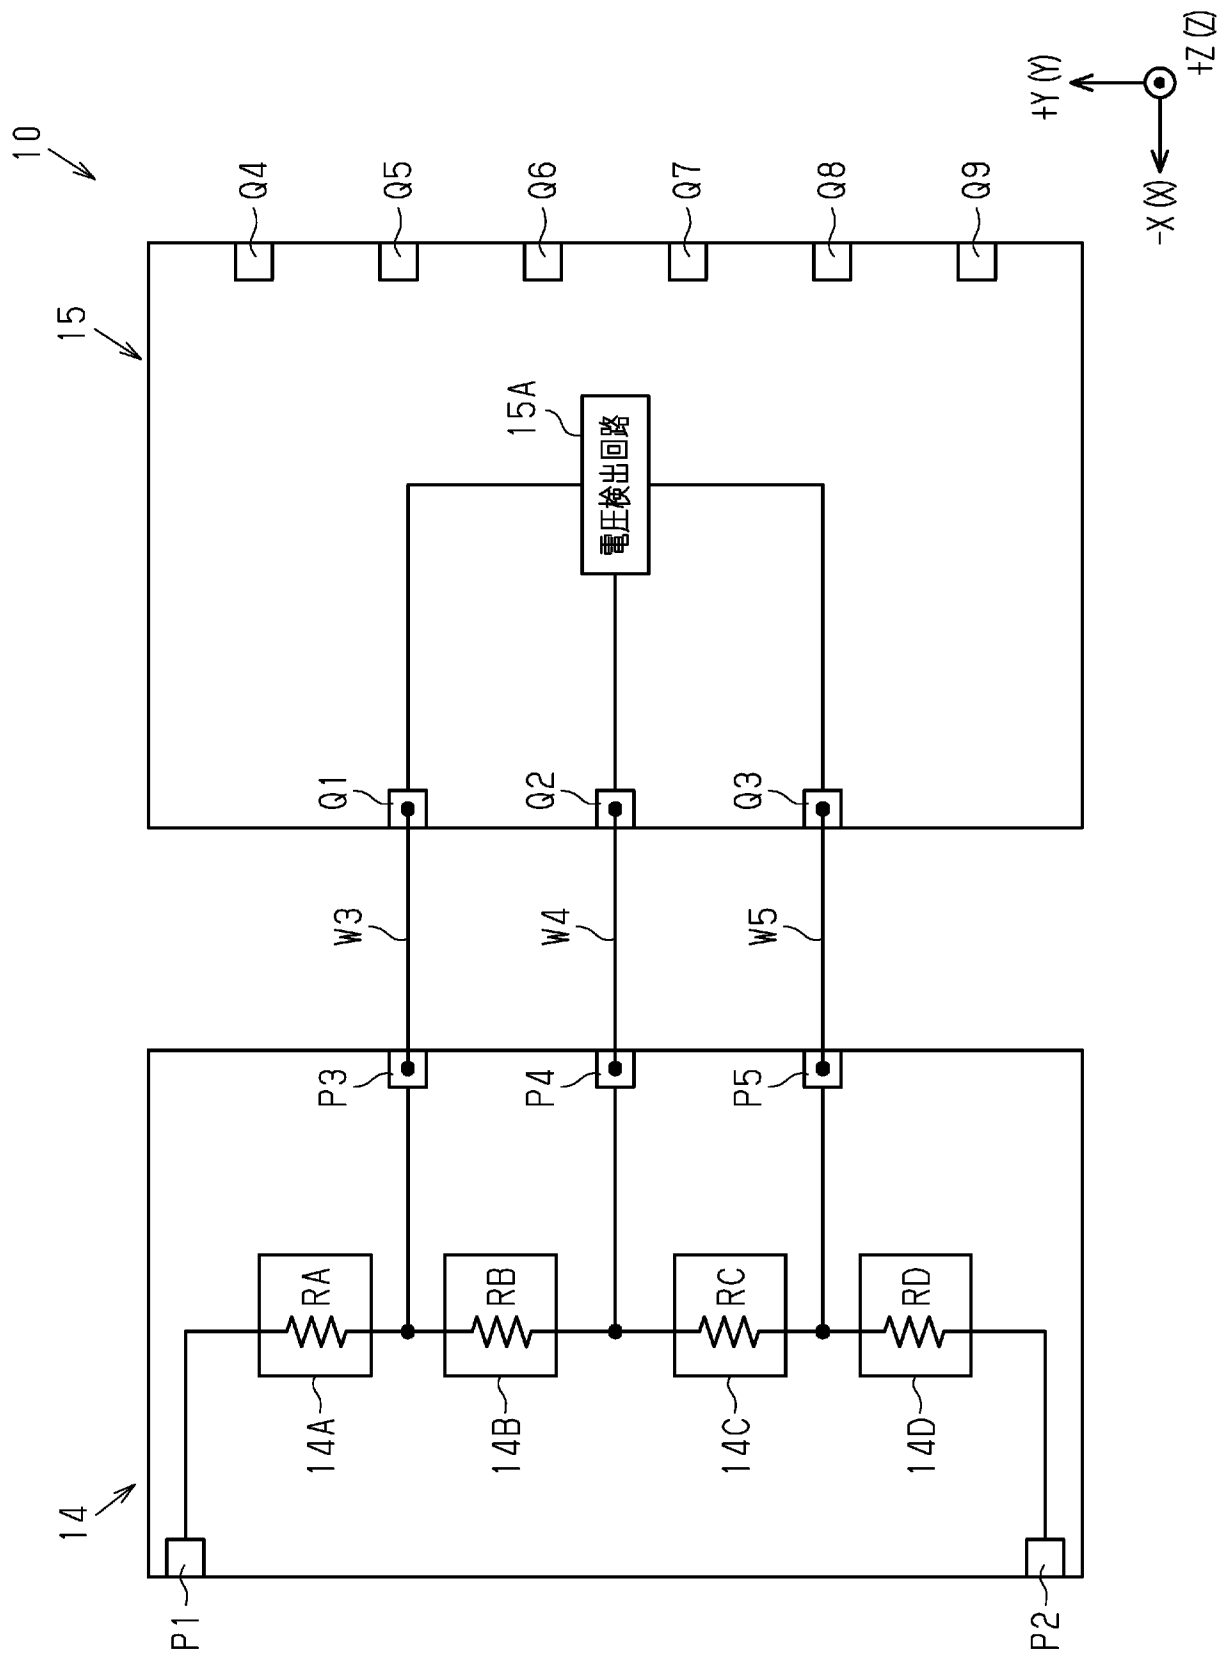 10
14
15
P1
14A
RA
P3
W3
Q1
Q4
Q5
14B
RB
P4
W4
Q2
15A
電圧検出回路
Q6
Q7
14C
RC
P5
W5
Q3
Q8
14D
RD
Q9
P2
+Y(Y)
-X(X)
+Z(Z)